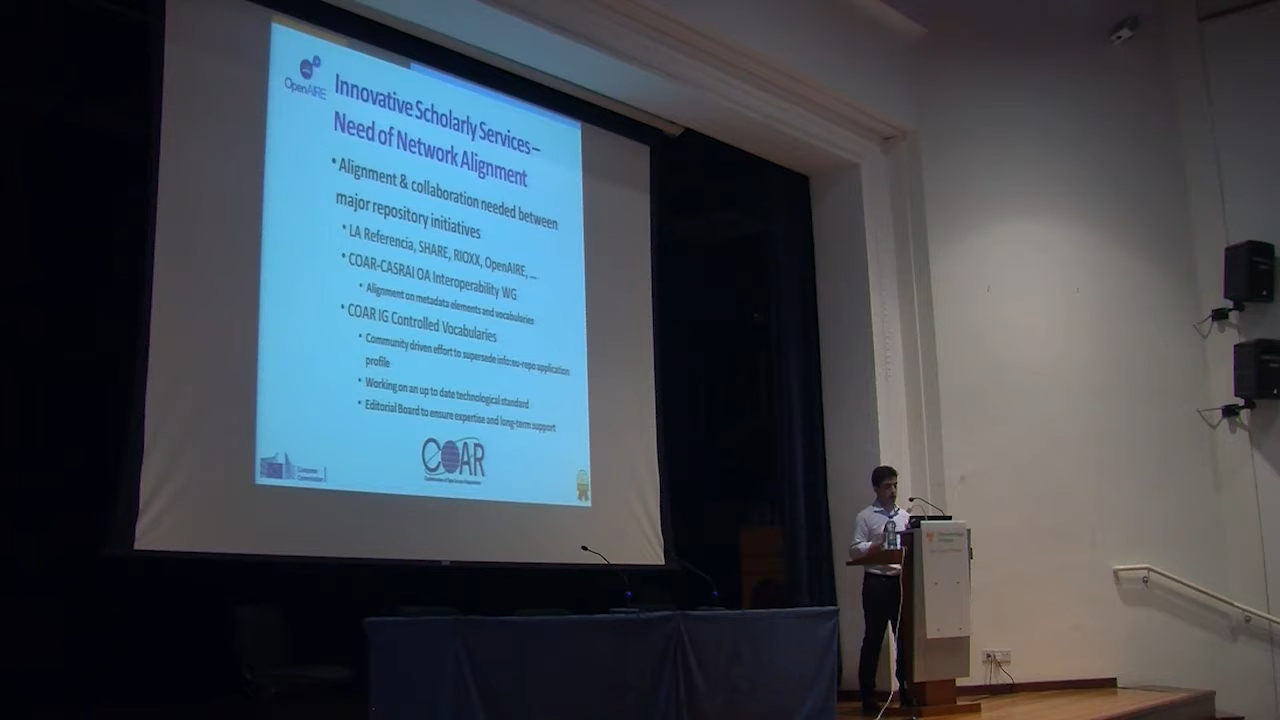 OpenAIRE
Innovative Scholarly Services –
Need of Network Alignment
• Alignment & collaboration needed between
major repository initiatives
• LA Referencia, SHARE, RIOXX, OpenAIRE, ...
• COAR-CASRAI OA Interoperability WG
• Alignment on metadata elements and vocabularies
• COAR IG Controlled Vocabularies
• Community driven effort to supersede info:eu-repo application
profile
• Working on an up to date technological standard
• Editorial Board to ensure expertise and long-term support
COAR
European
Commission